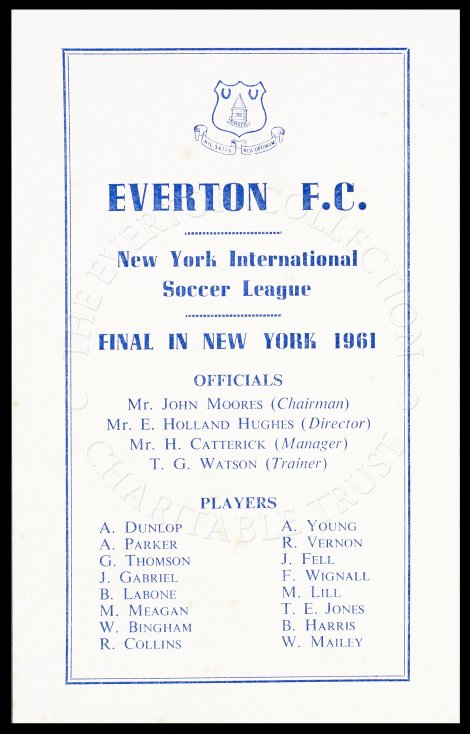 NIL SATIS NISI OPTIMUM
EVERTON F.C.
New York International
Soccer League
FINAL IN NEW YORK 1961
OFFICIALS
Mr. JOHN MOORES (Chairman)
Mr. E. HOLLAND HUGHES (Director)
Mr. H. CATTERICK (Manager)
T. G. WATSON (Trainer)
PLAYERS
A. DUNLOP
A. PARKER
G. THOMSON
J. GABRIEL
B. LABONE
M. MEAGAN
W. BINGHAM
R. COLLINS
A. YOUNG
R. VERNON
J. FELL
F. WIGNALL
M. LILL
T. E. JONES
B. HARRIS
W. MAILEY
THE EVERTON COLLECTION
CHARITABLE TRUST